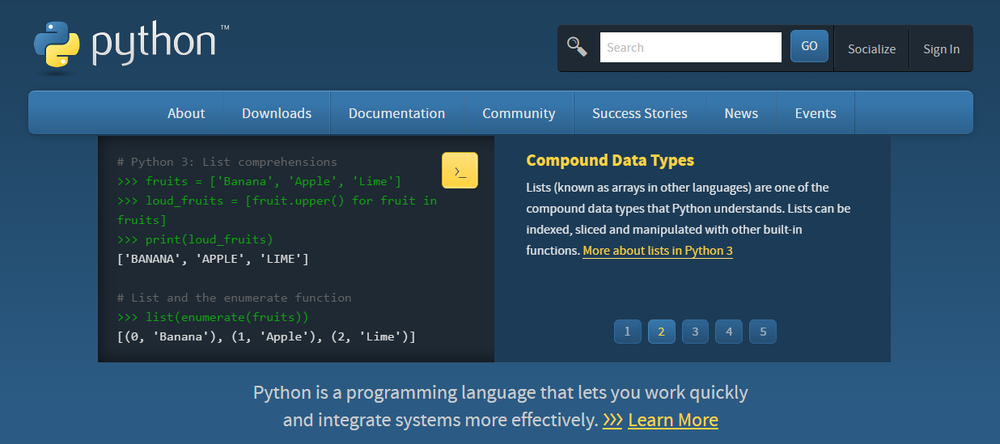 python™
Search
GO
Socialize
Sign In
About
Downloads
Documentation
Community
Success Stories
News
Events
# Python 3: List comprehensions
>>> fruits = ['Banana', 'Apple', 'Lime']
>>> loud_fruits = [fruit.upper() for fruit in
fruits]
>>> print(loud_fruits)
['BANANA', 'APPLE', 'LIME']
# List and the enumerate function
>>> list(enumerate(fruits))
[(0, 'Banana'), (1, 'Apple'), (2, 'Lime')]
>_
Compound Data Types
Lists (known as arrays in other languages) are one of the
compound data types that Python understands. Lists can be
indexed, sliced and manipulated with other built-in
functions. More about lists in Python 3
1 2 3 4 5
Python is a programming language that lets you work quickly
and integrate systems more effectively. >>> Learn More